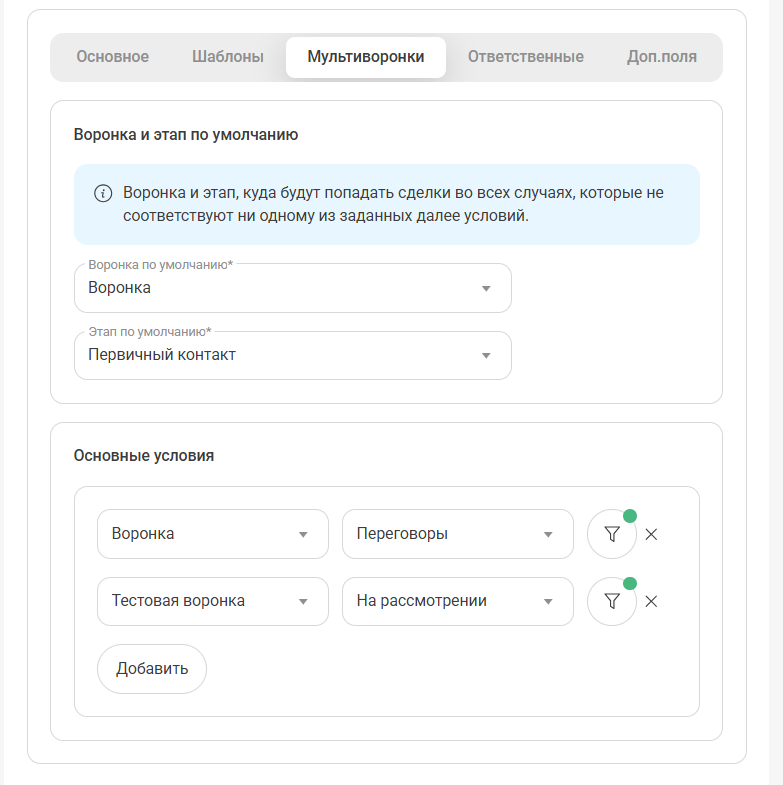 Основное Шаблоны Мультиворонки Ответственные Доп.поля
Воронка и этап по умолчанию
Воронка и этап, куда будут попадать сделки во всех случаях, которые не
соответствуют ни одному из заданных далее условий.
Воронка по умолчанию*
Воронка
Этап по умолчанию*
Первичный контакт
Основные условия
Воронка Переговоры
Тестовая воронка На рассмотрении
Добавить